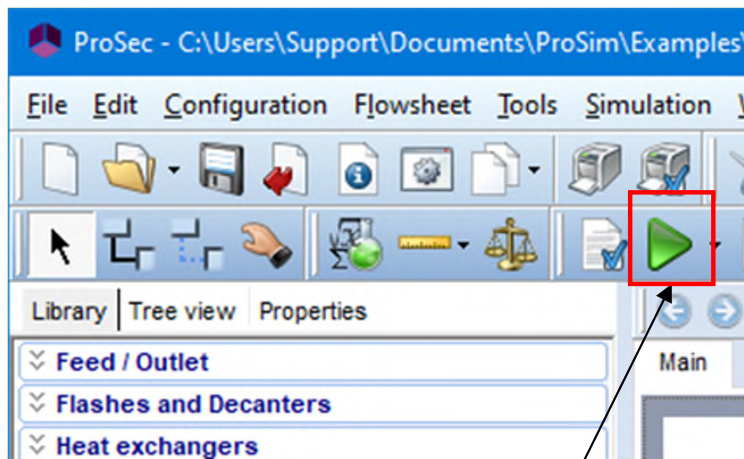 ProSec - C:\Users\Support\Documents\ProSim\Examples\
File Edit Configuration Flowsheet Tools Simulation
Library Tree view Properties
Main
Feed / Outlet
Flashes and Decanters
Heat exchangers